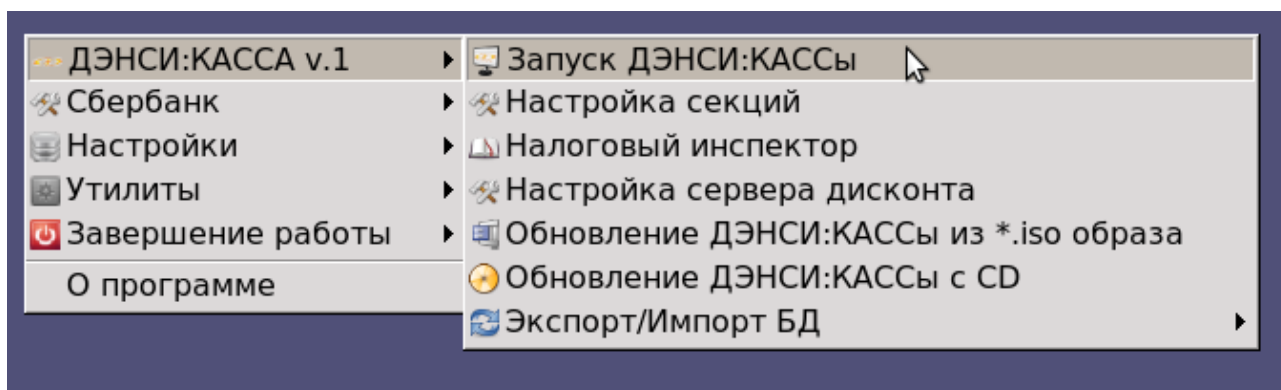 ДЭНСИ:КАССА v.1
Сбербанк
Настройки
Утилиты
Завершение работы
О программе
Запуск ДЭНСИ:КАССы
Настройка секций
Налоговый инспектор
Настройка сервера дисконта
Обновление ДЭНСИ:КАССы из *.iso образа
Обновление ДЭНСИ:КАССы с CD
Экспорт/Импорт БД